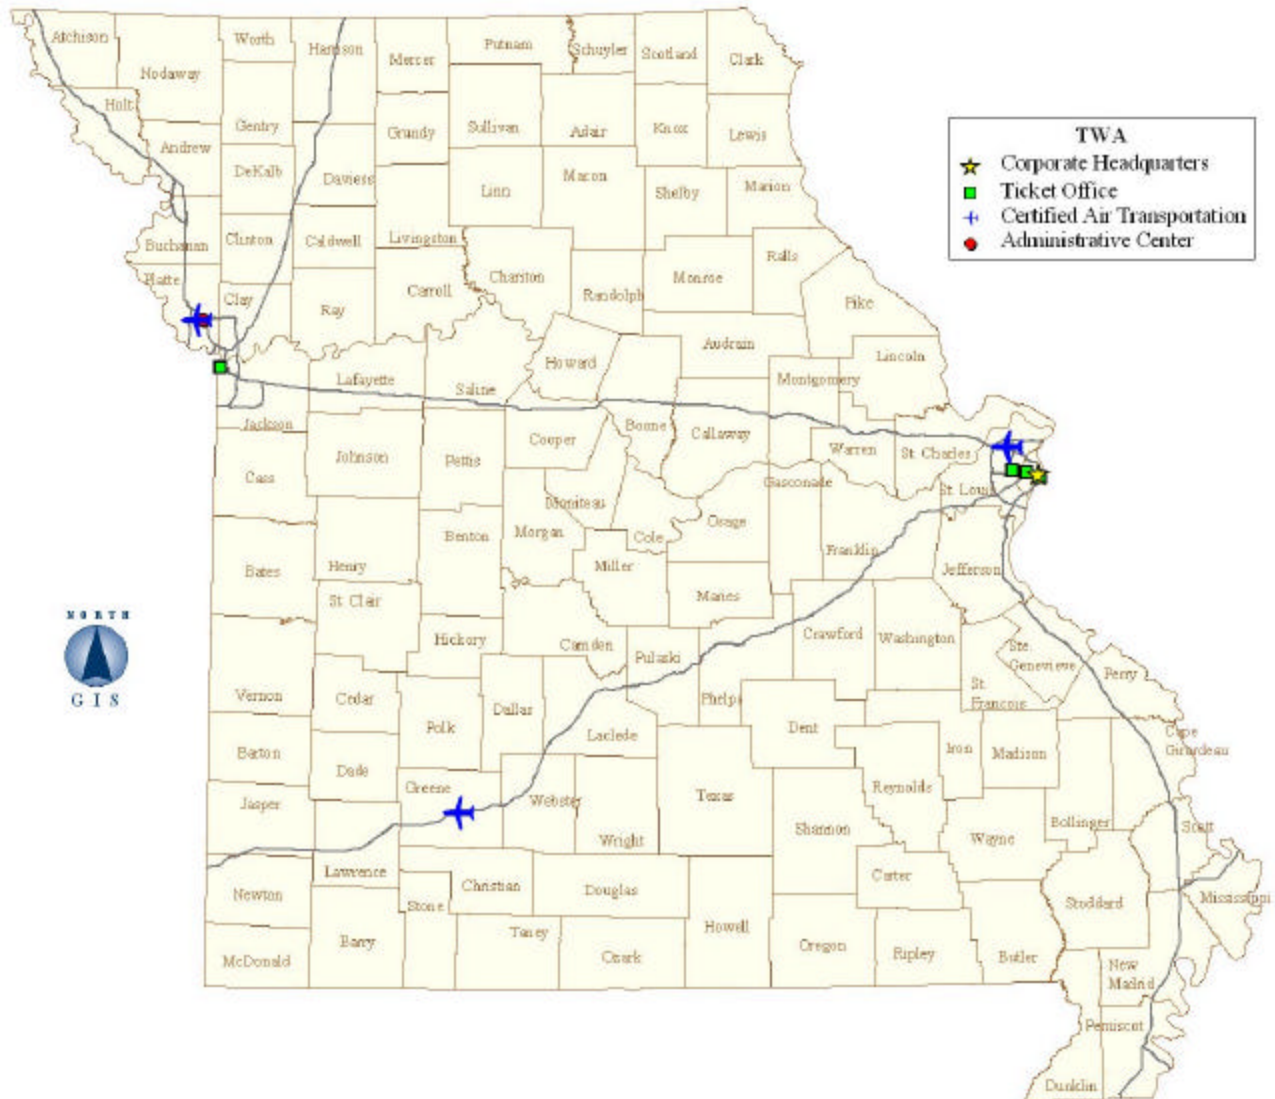 Atchison
Nodaway
Worth
Harrison
Mercer
Putnam
Schuyler
Scotland
Clark
Holt
Andrew
Gentry
DeKalb
Daviess
Grundy
Sullivan
Adair
Knox
Lewis
Linn
Macon
Shelby
Marion
TWA
Corporate Headquarters
Ticket Office
Certified Air Transportation
Administrative Center
Buchanan
Clinton
Caldwell
Livingston
Chariton
Randolph
Monroe
Ralls
Platte
Clay
Ray
Carroll
Pike
Howard
Audrain
Lincoln
Lafayette
Saline
Montgomery
Jackson
Cooper
Boone
Callaway
Warren
St. Charles
Johnson
Pettis
Cass
Moniteau
Gasconade
St. Louis
Morgan
Cole
Osage
Franklin
Benton
Bates
Henry
Miller
Jefferson
St. Clair
Maries
NORTH
GIS
Hickory
Camden
Pulaski
Crawford
Washington
Ste.
Genevieve
Perry
Vernon
Cedar
Dallas
Phelps
St.
Francois
Polk
Laclede
Dent
Iron
Madison
Cape
Girardeau
Barton
Dade
Greene
Webster
Texas
Reynolds
Jasper
Wright
Shannon
Wayne
Bollinger
Scott
Lawrence
Christian
Douglas
Carter
Newton
Stone
Stoddard
Mississippi
Barry
Taney
Howell
McDonald
Ozark
Oregon
Ripley
Butler
New
Madrid
Pemiscot
Dunklin